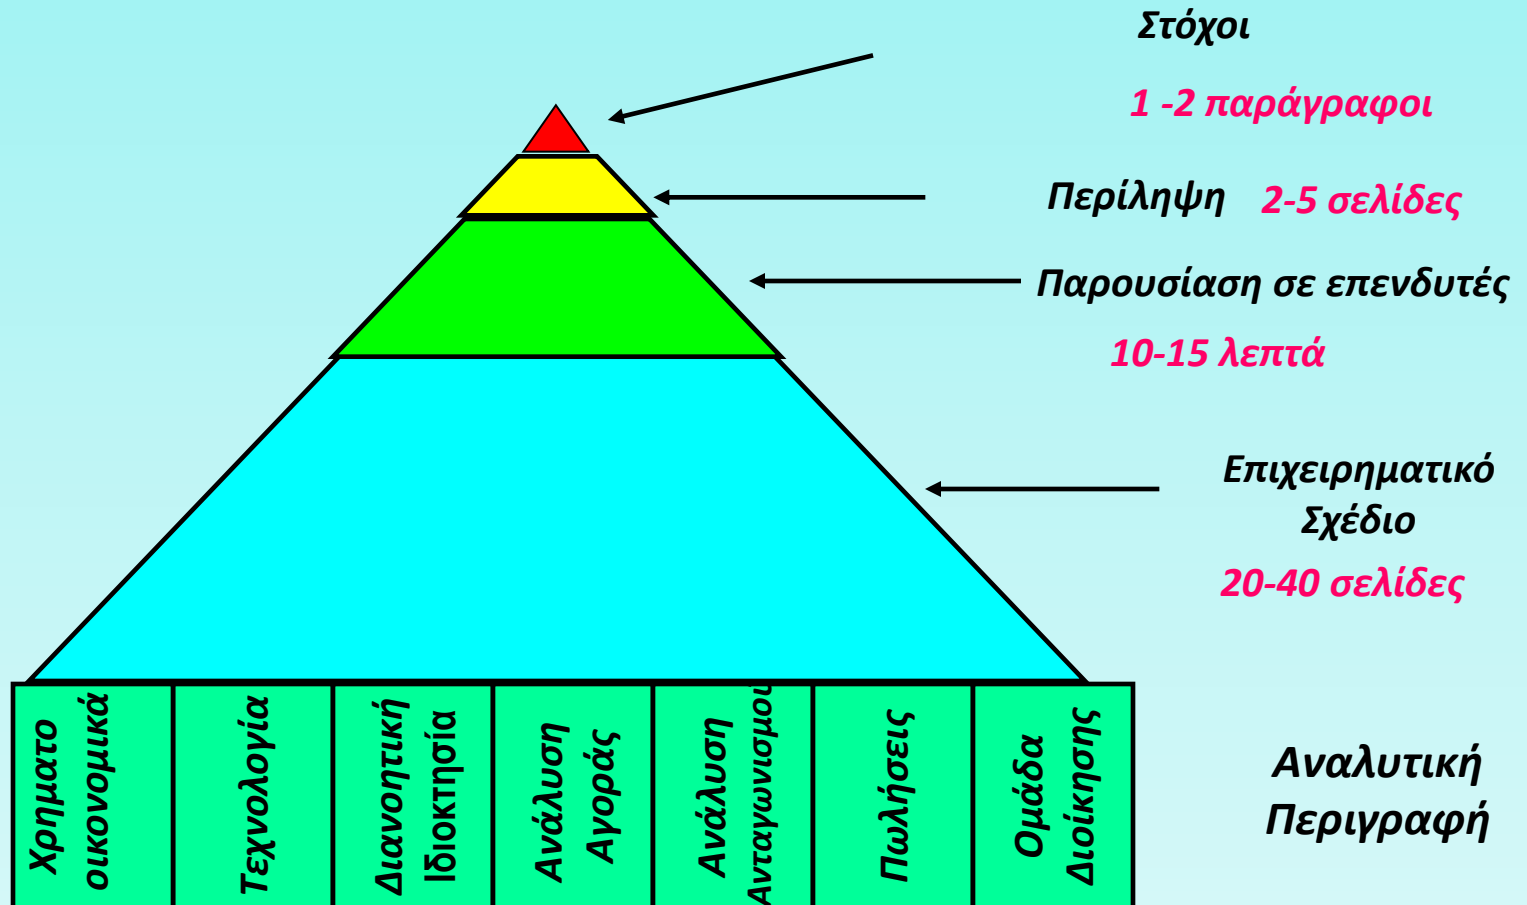 Στόχοι
1 -2 παράγραφοι
Περίληψη 2-5 σελίδες
Παρουσίαση σε επενδυτές
10-15 λεπτά
Επιχειρηματικό
Σχέδιο
20-40 σελίδες
Χρηματο
οικονομικά
Τεχνολογία
Διανοητική
Ιδιοκτησία
Ανάλυση
Αγοράς
Ανάλυση
Ανταγωνισμού
Πωλήσεις
Ομάδα
Διοίκησης
Αναλυτική
Περιγραφή